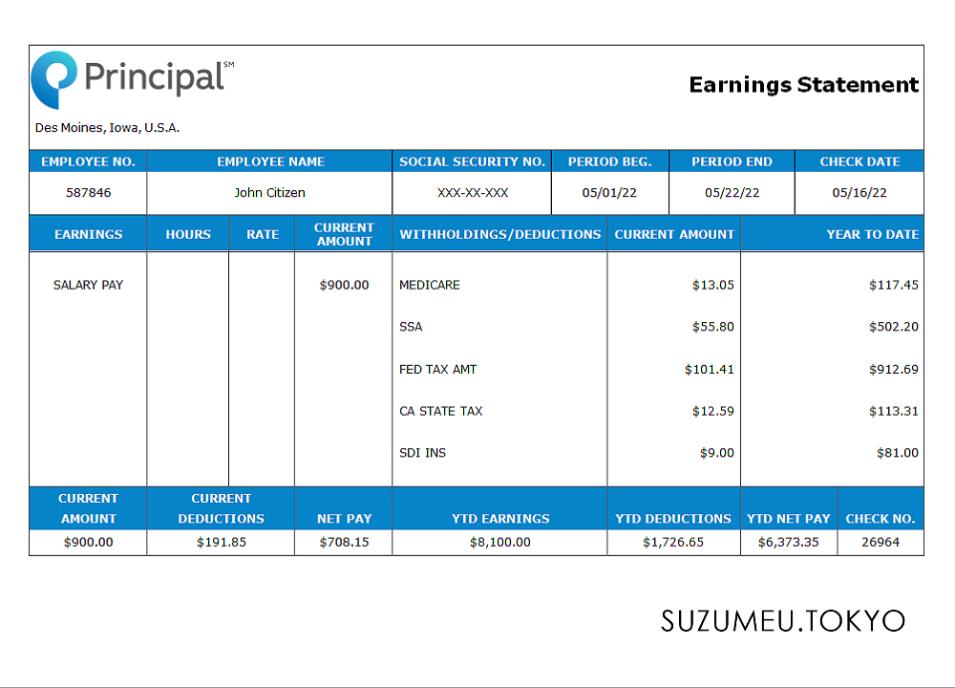 Principal℠
Earnings Statement
Des Moines, Iowa, U.S.A.
EMPLOYEE NO. EMPLOYEE NAME SOCIAL SECURITY NO. PERIOD BEG. PERIOD END CHECK DATE
587846 John Citizen XXX-XX-XXX 05/01/22 05/22/22 05/16/22
EARNINGS HOURS RATE CURRENT AMOUNT WITHHOLDINGS/DEDUCTIONS CURRENT AMOUNT YEAR TO DATE
SALARY PAY $900.00 MEDICARE $13.05 $117.45
SSA $55.80 $502.20
FED TAX AMT $101.41 $912.69
CA STATE TAX $12.59 $113.31
SDI INS $9.00 $81.00
CURRENT AMOUNT CURRENT DEDUCTIONS NET PAY YTD EARNINGS YTD DEDUCTIONS YTD NET PAY CHECK NO.
$900.00 $191.85 $708.15 $8,100.00 $1,726.65 $6,373.35 26964
SUZUMEU.TOKYO